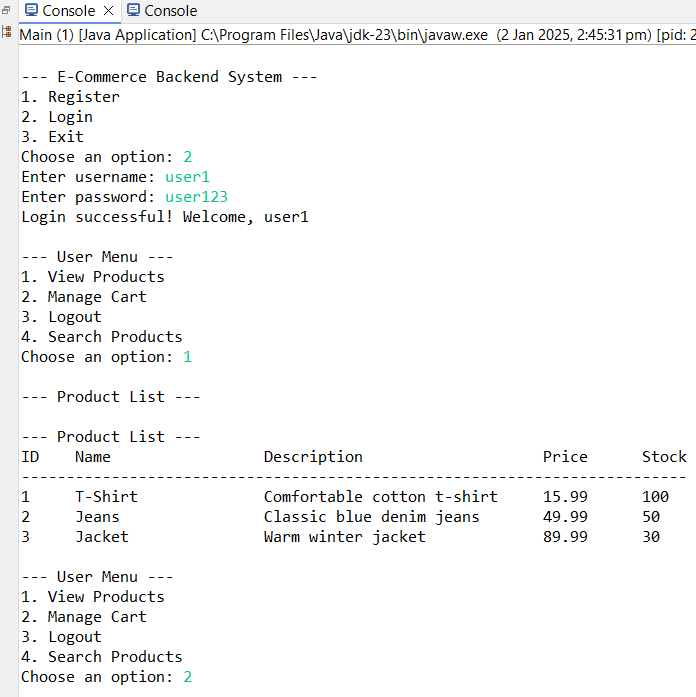 Console Console
Main (1) [Java Application] C:\Program Files\Java\jdk-23\bin\javaw.exe (2 Jan 2025, 2:45:31 pm) [pid: 2
--- E-Commerce Backend System ---
1. Register
2. Login
3. Exit
Choose an option: 2
Enter username: user1
Enter password: user123
Login successful! Welcome, user1
--- User Menu ---
1. View Products
2. Manage Cart
3. Logout
4. Search Products
Choose an option: 1
--- Product List ---
--- Product List ---
ID    Name                 Description                    Price      Stock
--------------------------------------------------------------------------
1     T-Shirt              Comfortable cotton t-shirt     15.99      100
2     Jeans                Classic blue denim jeans       49.99      50
3     Jacket               Warm winter jacket             89.99      30
--- User Menu ---
1. View Products
2. Manage Cart
3. Logout
4. Search Products
Choose an option: 2